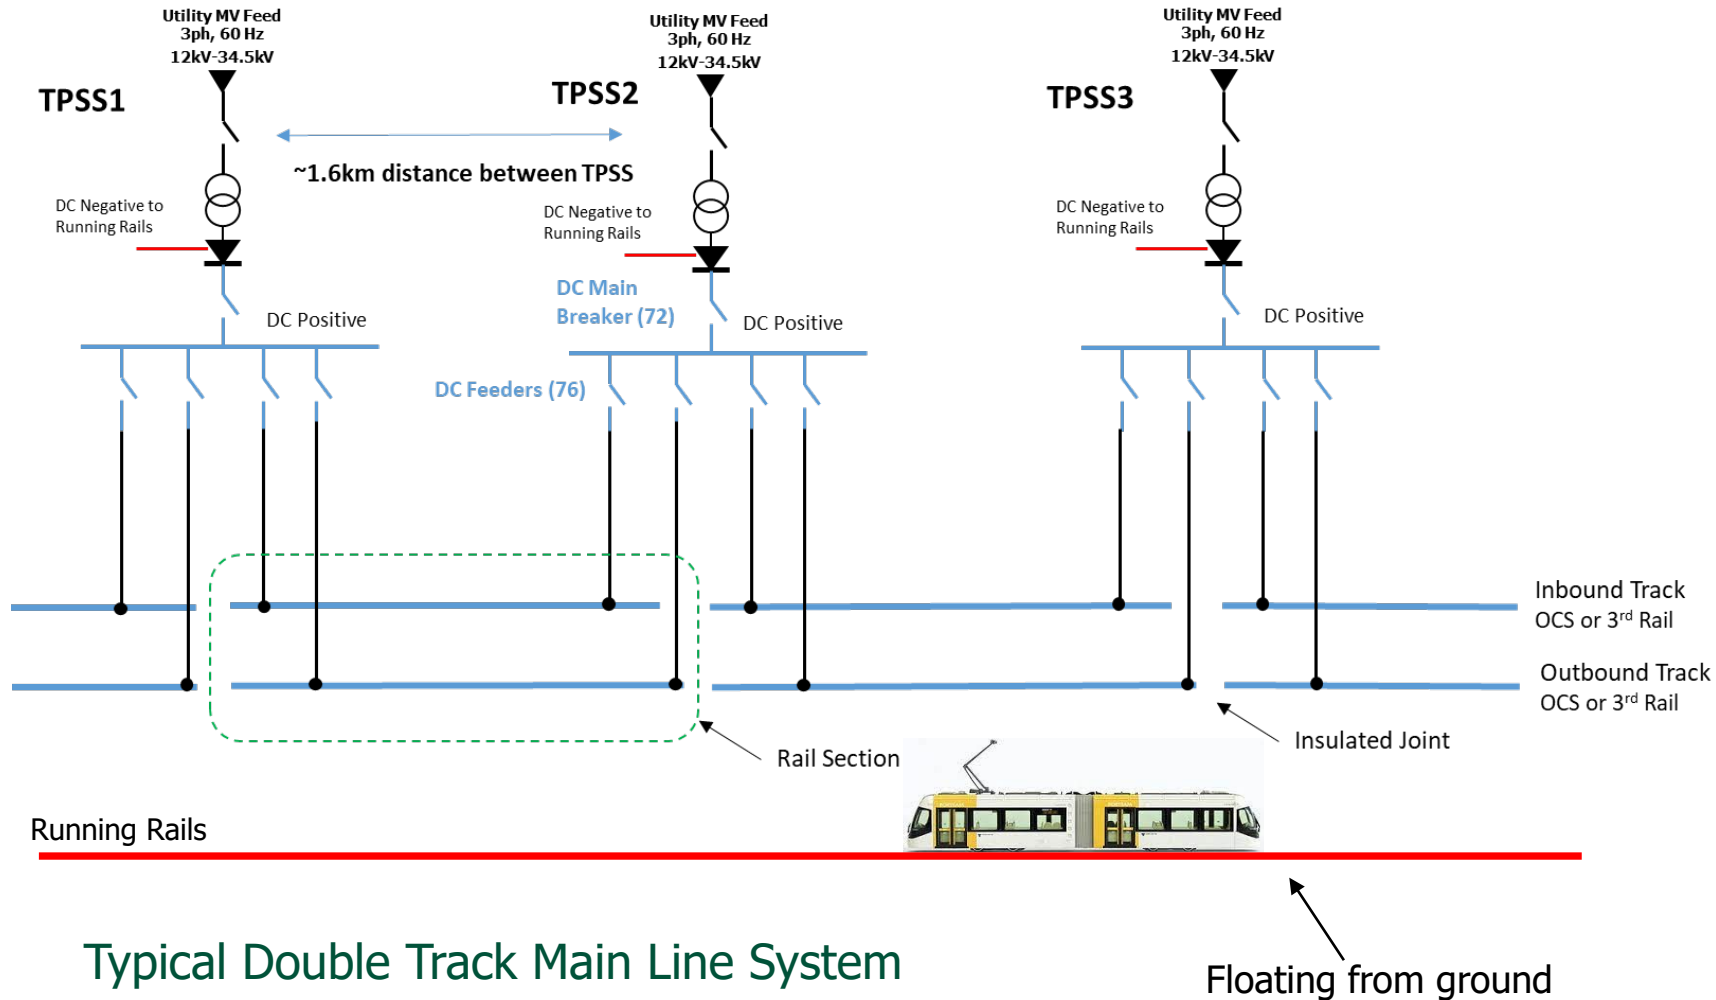 Utility MV Feed
3ph, 60 Hz
12kV-34.5kV
Utility MV Feed
3ph, 60 Hz
12kV-34.5kV
Utility MV Feed
3ph, 60 Hz
12kV-34.5kV
TPSS1
TPSS2
TPSS3
~1.6km distance between TPSS
DC Negative to
Running Rails
DC Negative to
Running Rails
DC Negative to
Running Rails
DC Main
Breaker (72)
DC Positive
DC Positive
DC Positive
DC Feeders (76)
Inbound Track
OCS or 3rd Rail
Outbound Track
OCS or 3rd Rail
Insulated Joint
Rail Section
Running Rails
Typical Double Track Main Line System
Floating from ground